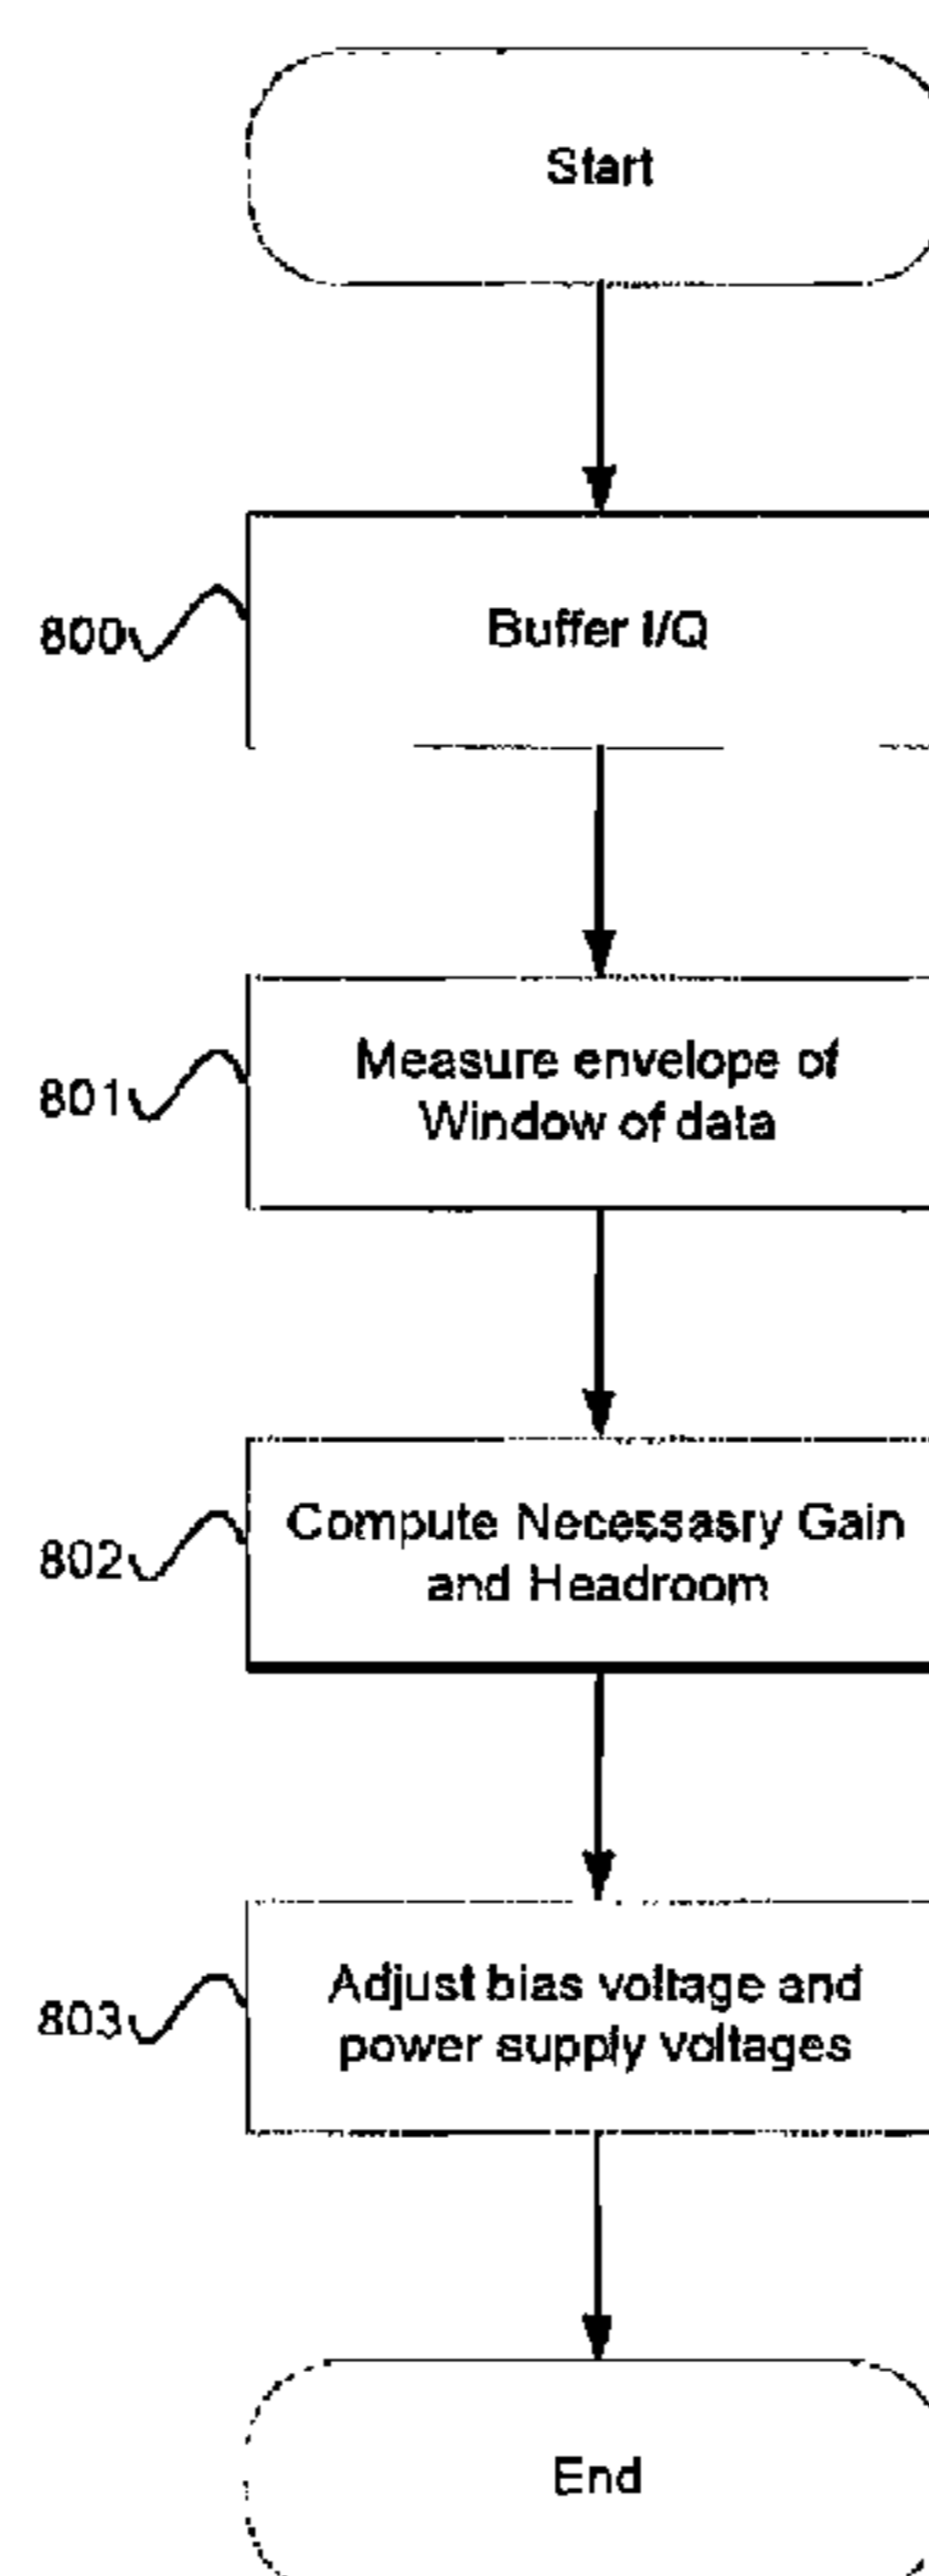 Start
800
Buffer I/Q
801
Measure envelope of
Window of data
802
Compute Necessasry Gain
and Headroom
803
Adjust bias voltage and
power supply voltages
End